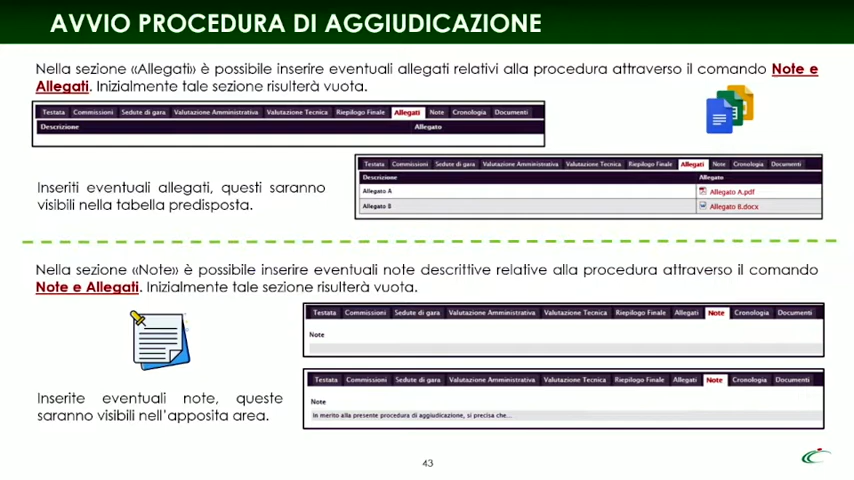 AVVIO PROCEDURA DI AGGIUDICAZIONE
Nella sezione «Allegati» è possibile inserire eventuali allegati relativi alla procedura attraverso il comando Note e
Allegati. Inizialmente tale sezione risulterà vuota.
Testata Commissioni Sedute di gara Valutazione Amministrativa Valutazione Tecnica Riepilogo Finale Allegati Note Cronologia Documenti
Descrizione Allegato
Testata Commissioni Sedute di gara Valutazione Amministrativa Valutazione Tecnica Riepilogo Finale Allegati Note Cronologia Documenti
Descrizione Allegato
Allegato A Allegato A.pdf
Allegato B Allegato B.docx
Inseriti eventuali allegati, questi saranno
visibili nella tabella predisposta.
Nella sezione «Note» è possibile inserire eventuali note descrittive relative alla procedura attraverso il comando
Note e Allegati. Inizialmente tale sezione risulterà vuota.
Testata Commissioni Sedute di gara Valutazione Amministrativa Valutazione Tecnica Riepilogo Finale Allegati Note Cronologia Documenti
Note
Testata Commissioni Sedute di gara Valutazione Amministrativa Valutazione Tecnica Riepilogo Finale Allegati Note Cronologia Documenti
Note
In merito alla presente procedura di aggiudicazione, si precisa che...
Inserite eventuali note, queste
saranno visibili nell'apposita area.
43